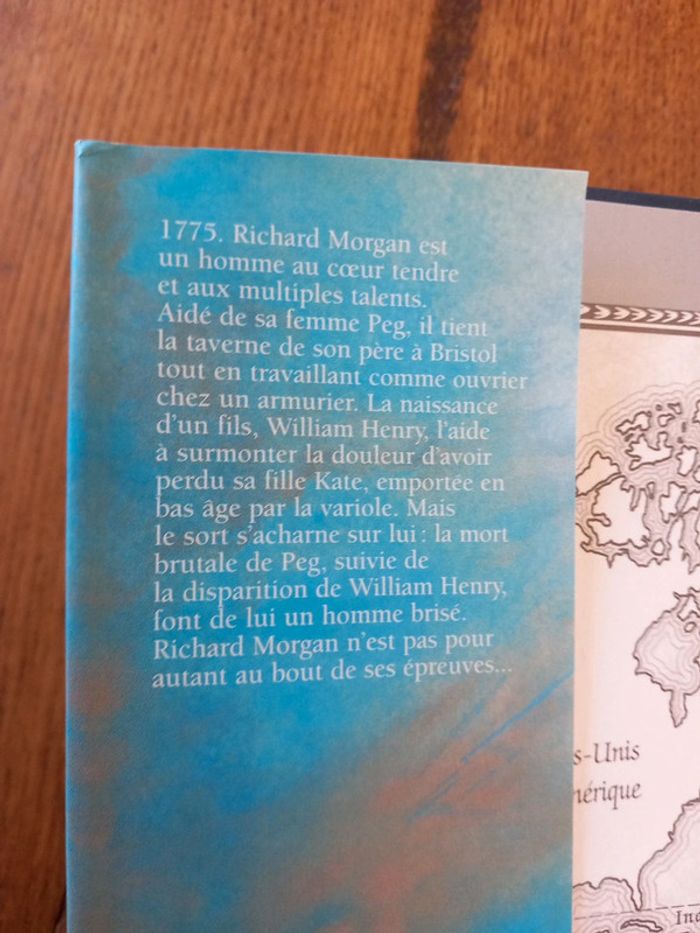 1775. Richard Morgan est
un homme au cœur tendre
et aux multiples talents.
Aidé de sa femme Peg, il tient
la taverne de son père à Bristol
tout en travaillant comme ouvrier
chez un armurier. La naissance
d'un fils, William Henry, l'aide
à surmonter la douleur d'avoir
perdu sa fille Kate, emportée en
bas âge par la variole. Mais
le sort s'acharne sur lui : la mort
brutale de Peg, suivie de
la disparition de William Henry,
font de lui un homme brisé.
Richard Morgan n'est pas pour
autant au bout de ses épreuves...
s-Unis
mérique